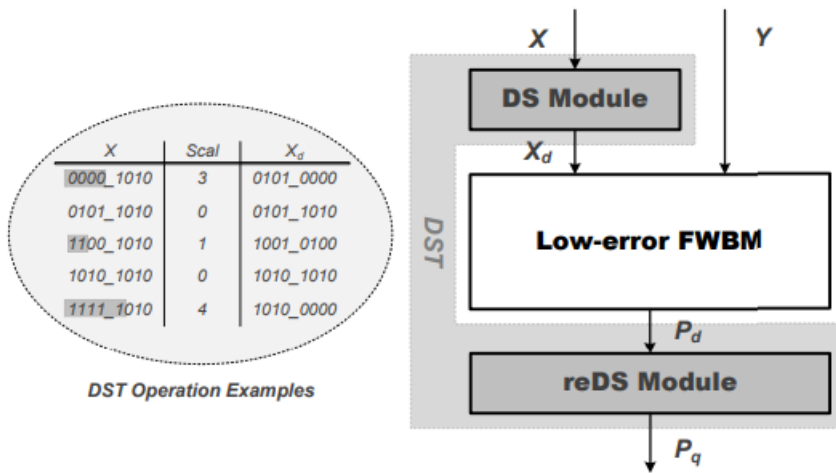 X Scal X_d
0000_1010 3 0101_0000
0101_1010 0 0101_1010
1100_1010 1 1001_0100
1010_1010 0 1010_1010
1111_1010 4 1010_0000
DST Operation Examples
X Y
DS Module
X_d
DST
Low-error FWBM
P_d
reDS Module
P_q